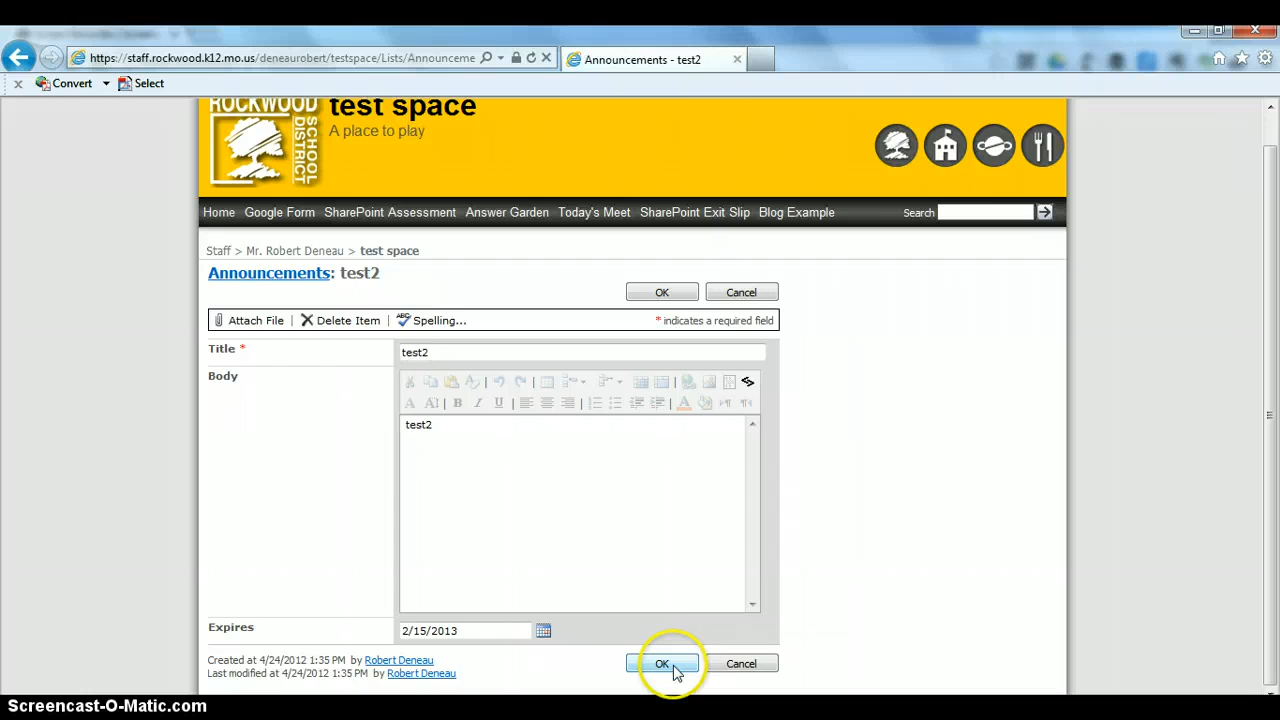 https://staff.rockwood.k12.mo.us/deneaurobert/testspace/Lists/Announceme
Announcements - test2
x Convert Select
ROCKWOOD
SCHOOL
DISTRICT
test space
A place to play
Home Google Form SharePoint Assessment Answer Garden Today's Meet SharePoint Exit Slip Blog Example Search
Staff > Mr. Robert Deneau > test space
Announcements: test2
OK Cancel
Attach File | Delete Item | ABC Spelling... * indicates a required field
Title * test2
Body
A A B I U A
test2
Expires 2/15/2013
Created at 4/24/2012 1:35 PM by Robert Deneau
Last modified at 4/24/2012 1:35 PM by Robert Deneau
OK Cancel
Screencast-O-Matic.com